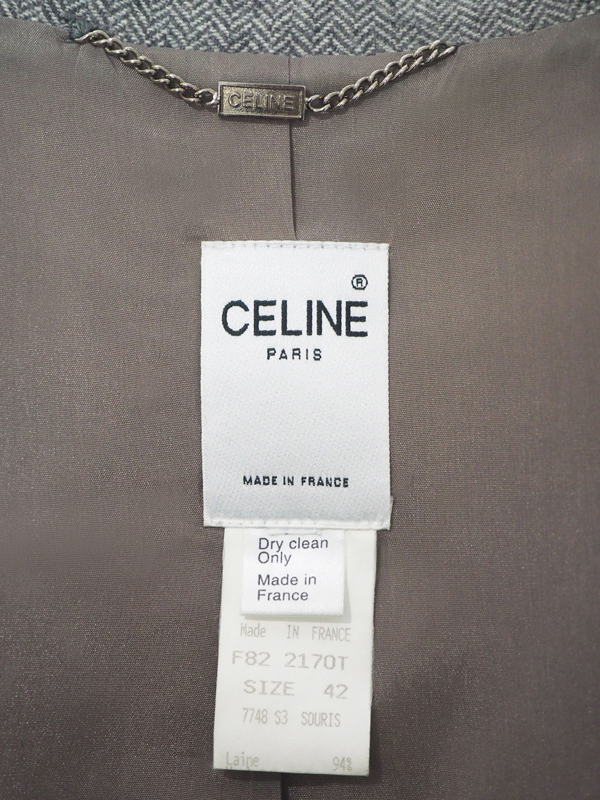 CELINE
®
CELINE
PARIS
MADE IN FRANCE
Dry clean
Only
Made in
France
Made IN FRANCE
F82 2170T
SIZE 42
7748 S3 SOURIS
Laine 94%